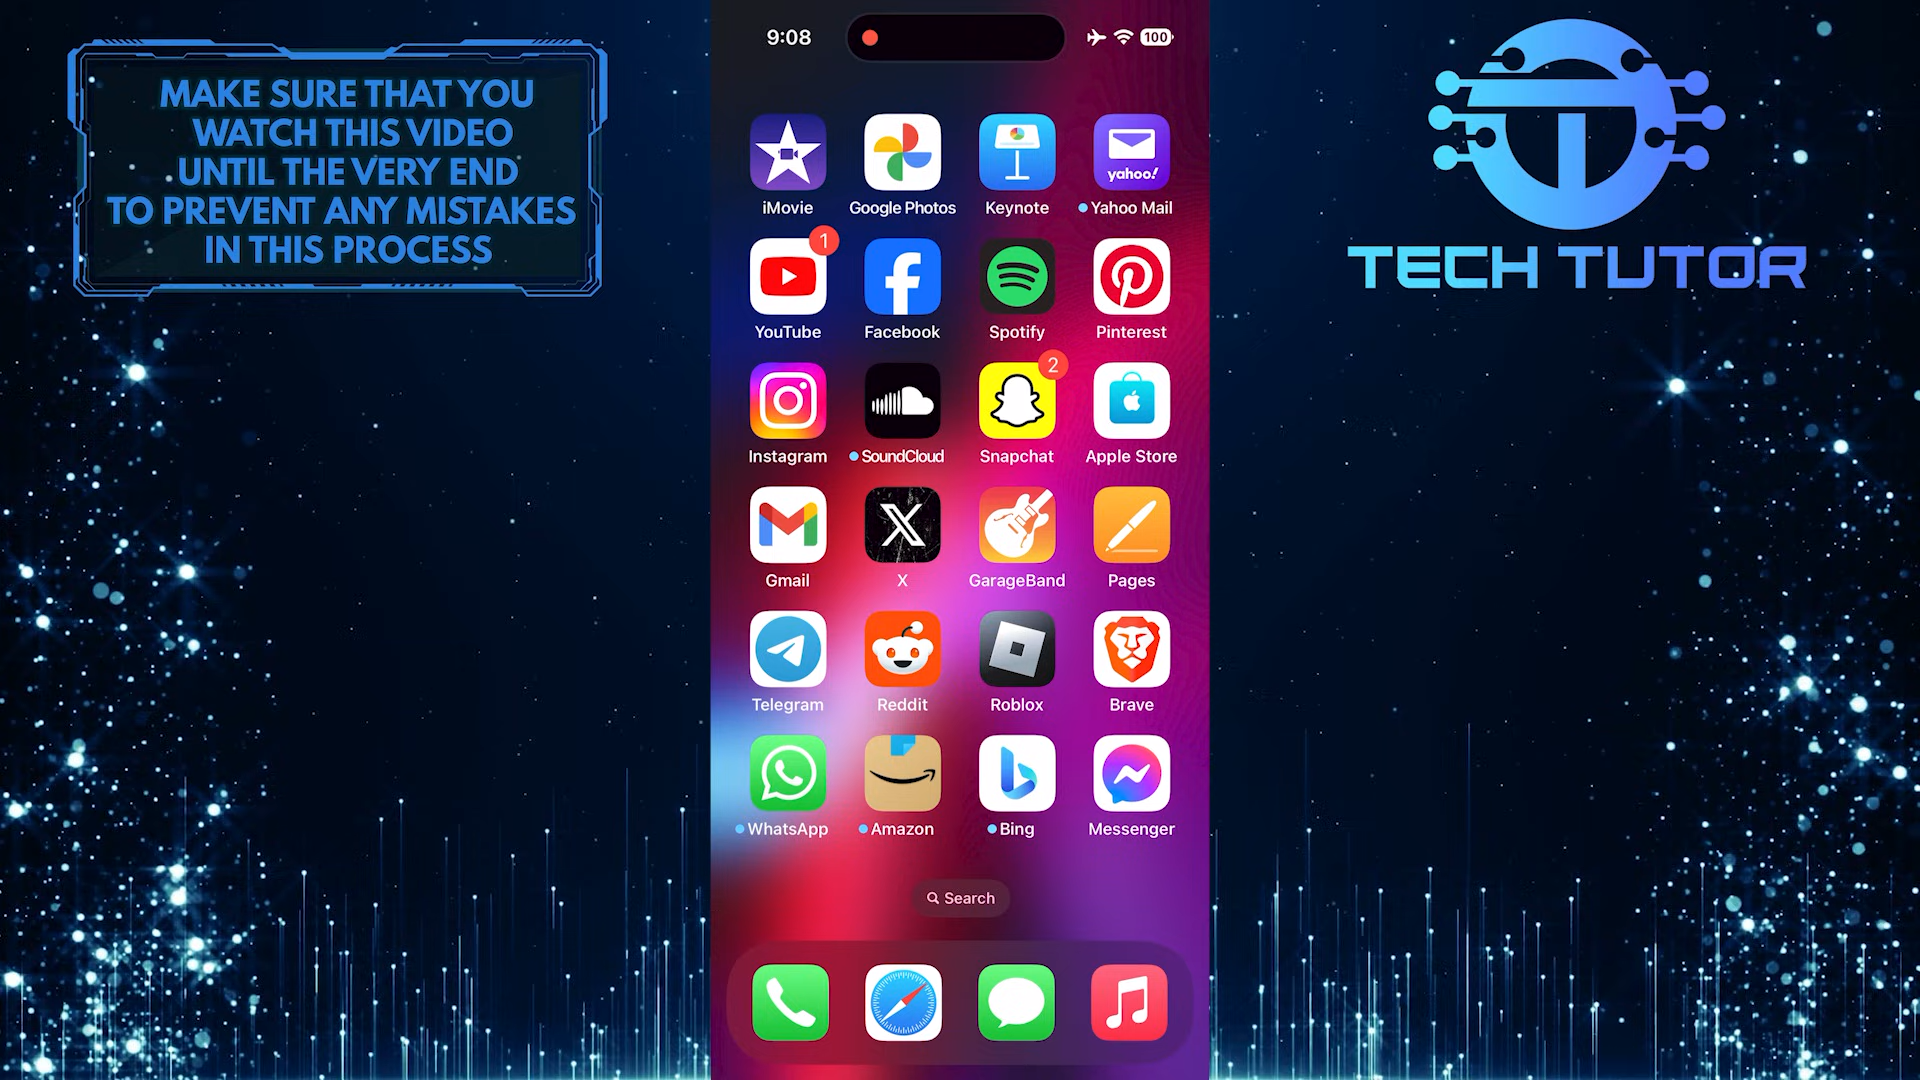 MAKE SURE THAT YOU
WATCH THIS VIDEO
UNTIL THE VERY END
TO PREVENT ANY MISTAKES
IN THIS PROCESS
9:08
100
yahoo!
iMovie
Google Photos
Keynote
Yahoo Mail
1
YouTube
Facebook
Spotify
Pinterest
2
Instagram
SoundCloud
Snapchat
Apple Store
Gmail
X
GarageBand
Pages
Telegram
Reddit
Roblox
Brave
WhatsApp
Amazon
Bing
Messenger
Search
TECH TUTOR